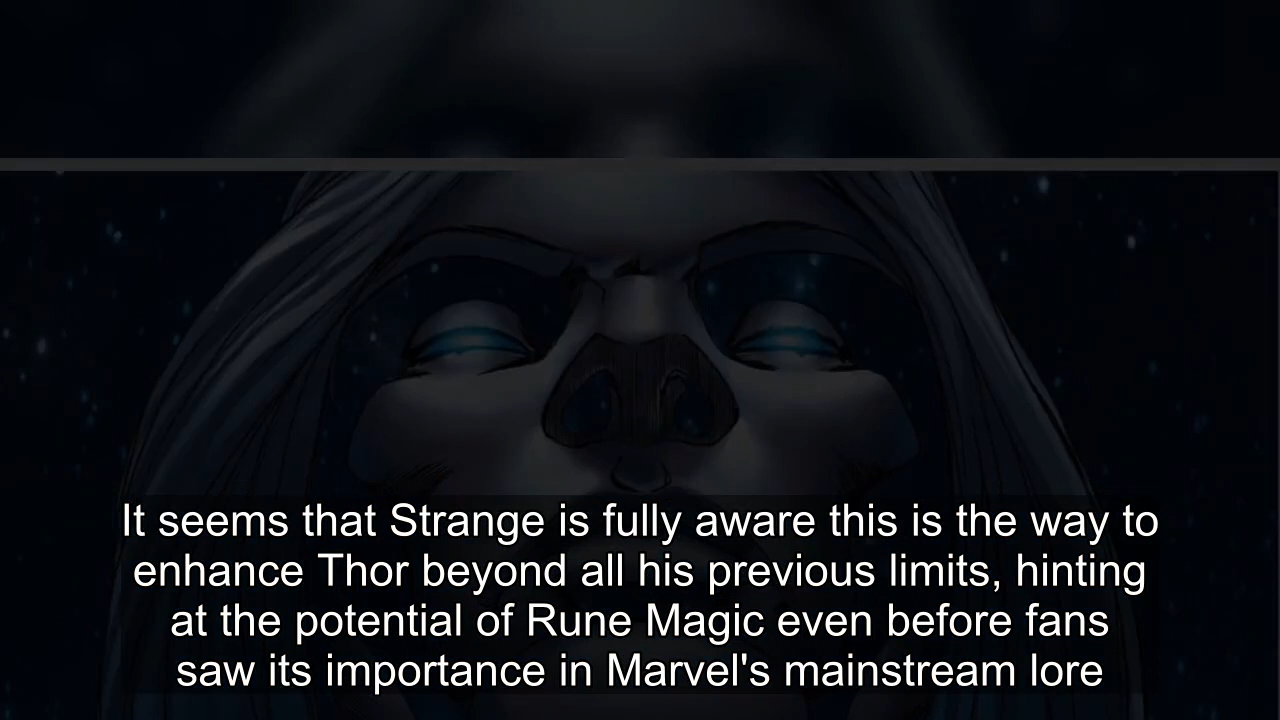 It seems that Strange is fully aware this is the way to
enhance Thor beyond all his previous limits, hinting
at the potential of Rune Magic even before fans
saw its importance in Marvel's mainstream lore